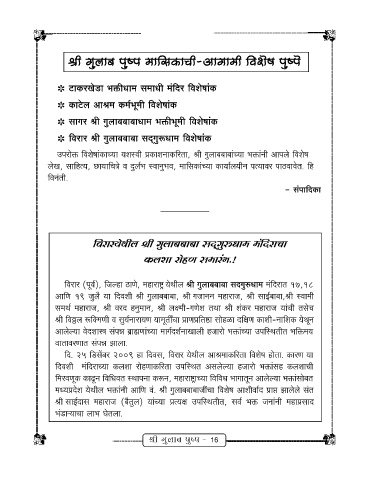 श्री गुलाब पुष्प मासिकाची-आगामी विशेष पुष्पे
❉ टाकरखेडा भक्तीधाम समाधी मंदिर विशेषांक
❉ काटेल आश्रम कर्मभूमी विशेषांक
❉ सागर श्री गुलाबबाबाधाम भक्तीभूमी विशेषांक
❉ विरार श्री गुलाबबाबा सद्‌गुरूधाम विशेषांक
उपरोक्त विशेषांकाच्या यशस्वी प्रकाशनाकरिता, श्री गुलाबबाबांच्या भक्तांनी आपले विशेष
लेख, साहित्य, छायाचित्रे व दुर्लभ स्वानुभव, मासिकांच्या कार्यालयीन पत्यावर पाठवावेत. हि
विनंती.
– संपादिका
विरारयेथील श्री गुलाबबाबा सद्‌गुरुधाम मंदिराचा
कलशा रोहण समारंभ.!
विरार (पूर्व), जिल्हा ठाणे, महाराष्ट्र येथील श्री गुलाबबाबा सद्‌गुरुधाम मंदिरात १७,१८
आणि १९ जुलै या दिवशी श्री गुलाबबाबा, श्री गजानन महाराज, श्री साईबाबा,श्री स्वामी
समर्थ महाराज, श्री वरद हनुमान, श्री लक्ष्मी-गणेश तथा श्री शंकर महाराज यांची तसेच
श्री विठ्ठल रूक्मिणी व सुर्यनारायण यामूर्तींचा प्राणप्रतिष्ठा सोहळा दक्षिण काशी-नाशिक येथून
आलेल्या वेदशास्त्र संपन्न ब्राह्मणांच्या मार्गदर्शनाखाली हजारो भक्तांच्या उपस्थितीत भक्तिमय
वातावरणात संपन्न झाला.
दि. २५ डिसेंबर २००९ हा दिवस, विरार येथील आश्रमाकरिता विशेष होता. कारण या
दिवशी मंदिराच्या कलशा रोहणाकरिता उपस्थित असलेल्या हजारो भक्तांसह कलशाची
मिरवणूक काढून विधिवत स्थापना करून, महाराष्ट्राच्या विविध भागातून आलेल्या भक्तांसोबत
मध्यप्रदेश येथील भक्तांनी आणि वं. श्री गुलाबबाबाजींचा विशेष आशीर्वाद प्राप्त झालेले संत
श्री साईदास महाराज (बैतुल) यांच्या प्रत्यक्ष उपस्थितीत, सर्व भक्त जनांनी महाप्रसाद
भंडाऱ्याचा लाभ घेतला.
श्री गुलाब पुष्प - 16